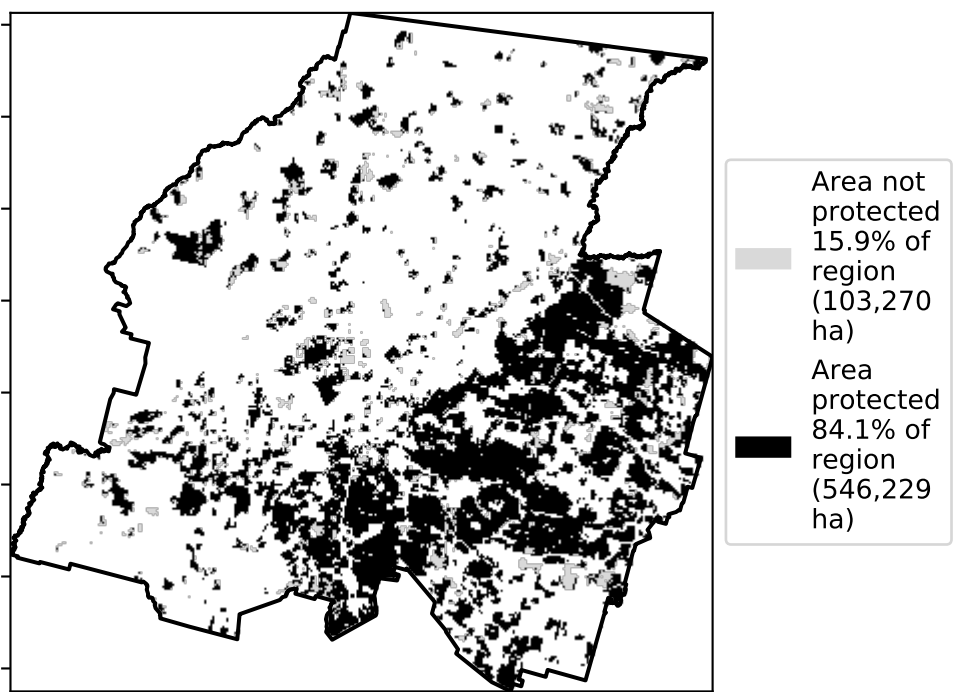 Area not
protected
15.9% of
region
(103,270
ha)
Area
protected
84.1% of
region
(546,229
ha)